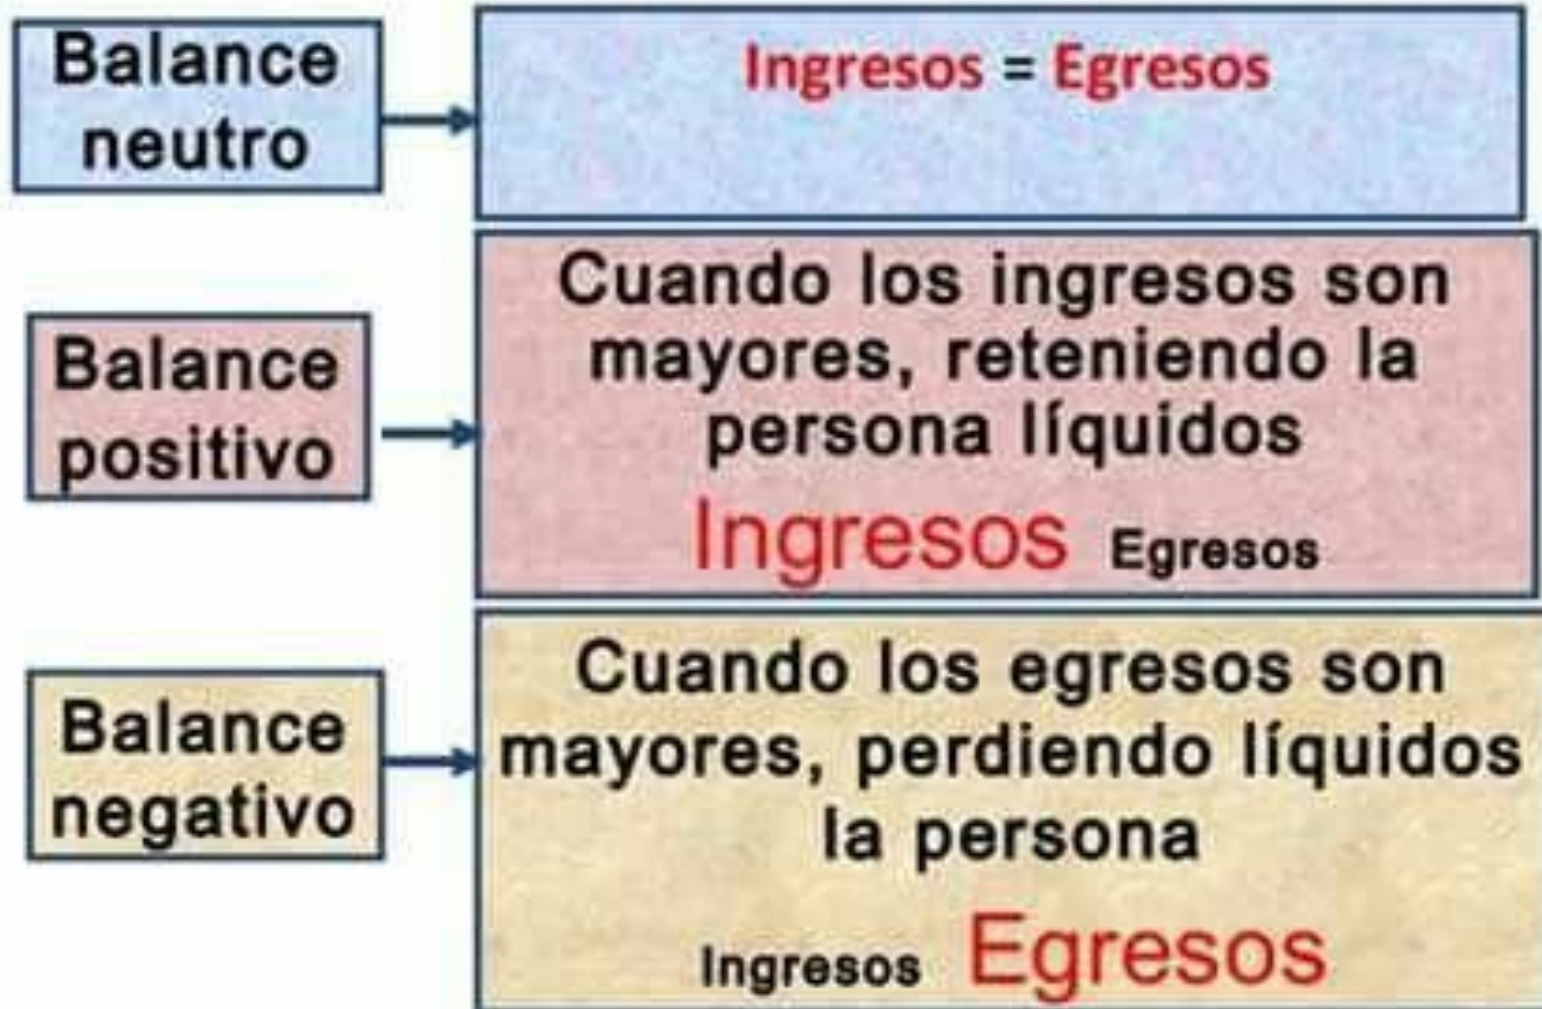 Balance
neutro
Ingresos = Egresos
Balance
positivo
Cuando los ingresos son
mayores, reteniendo la
persona líquidos
Ingresos Egresos
Balance
negativo
Cuando los egresos son
mayores, perdiendo líquidos
la persona
Ingresos Egresos